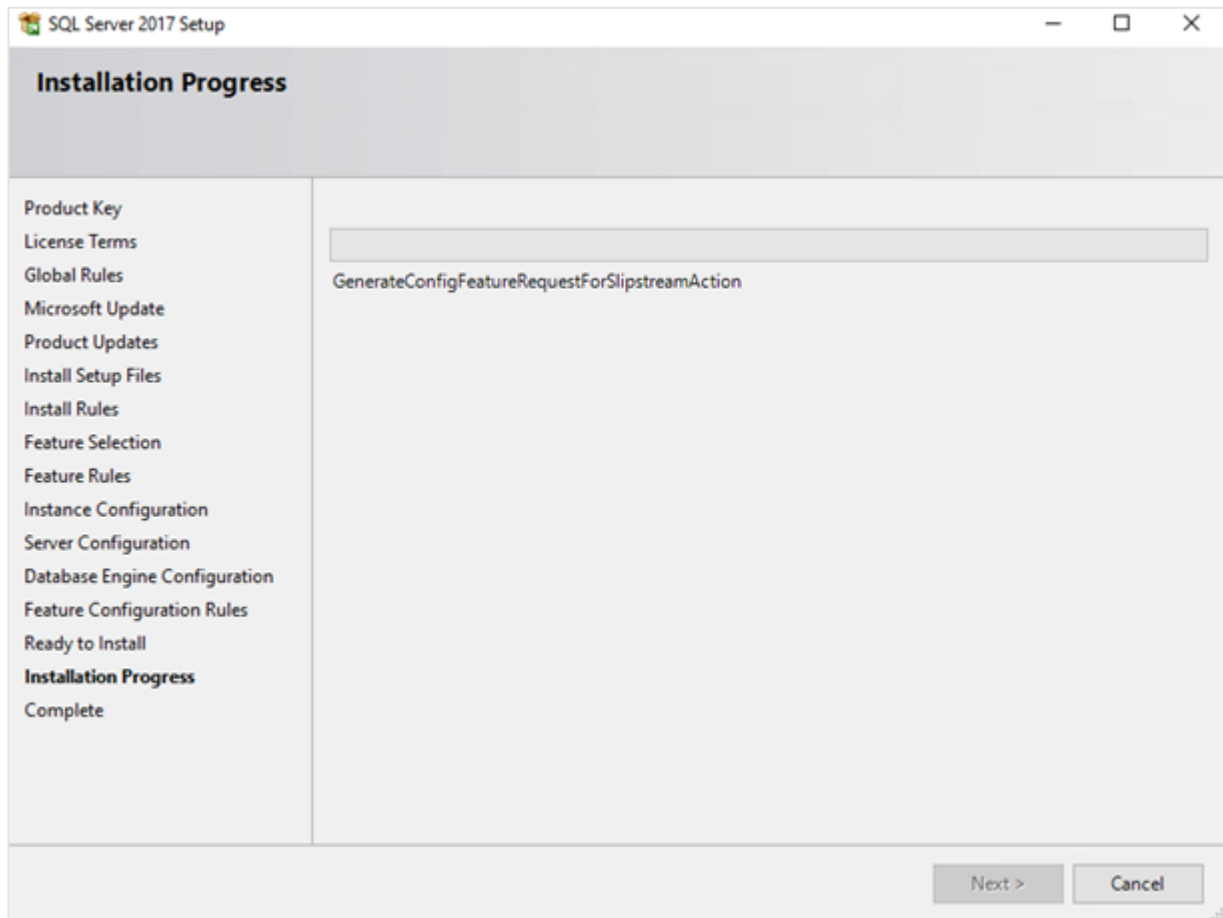 SQL Server 2017 Setup
Installation Progress
Product Key
License Terms
Global Rules
Microsoft Update
Product Updates
Install Setup Files
Install Rules
Feature Selection
Feature Rules
Instance Configuration
Server Configuration
Database Engine Configuration
Feature Configuration Rules
Ready to Install
Installation Progress
Complete
GenerateConfigFeatureRequestForSlipstreamAction
Next >
Cancel